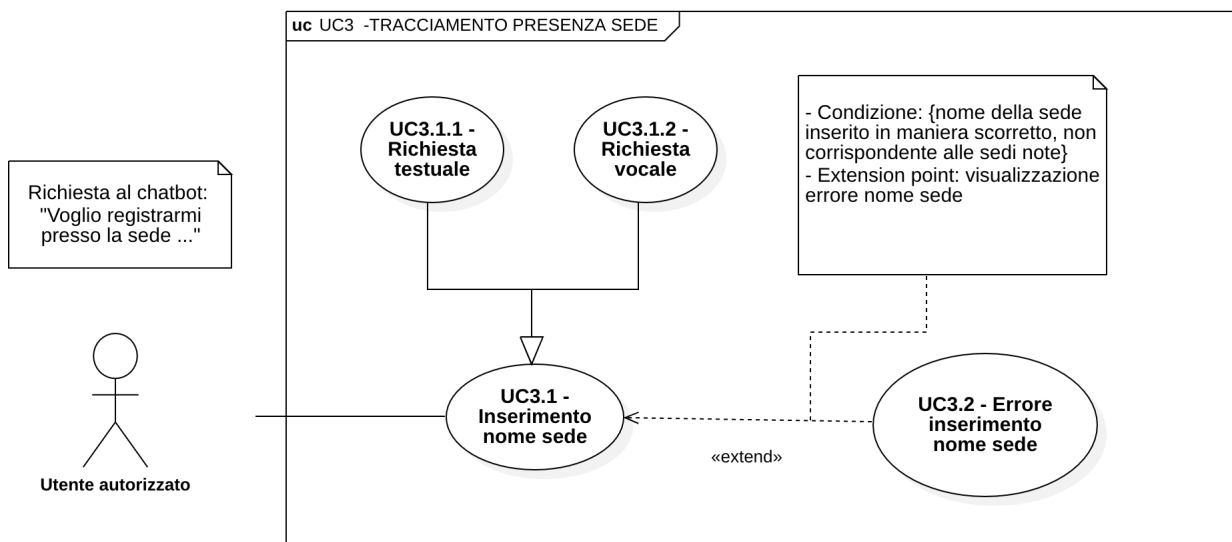 uc UC3 -TRACCIAMENTO PRESENZA SEDE
UC3.1.1 -
Richiesta
testuale
UC3.1.2 -
Richiesta
vocale
- Condizione: {nome della sede
inserito in maniera scorretto, non
corrispondente alle sedi note}
- Extension point: visualizzazione
errore nome sede
Richiesta al chatbot:
"Voglio registrarmi
presso la sede ..."
Utente autorizzato
UC3.1 -
Inserimento
nome sede
«extend»
UC3.2 - Errore
inserimento
nome sede